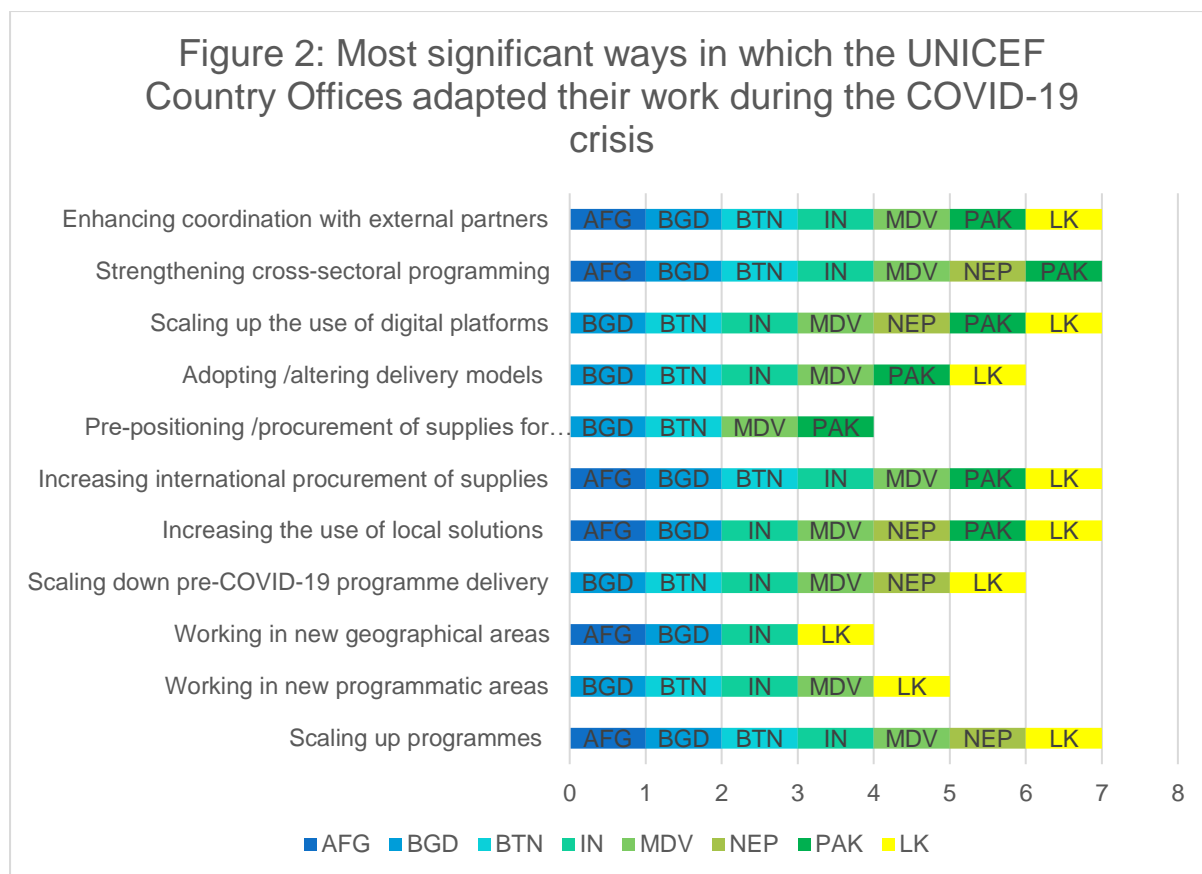 Figure 2: Most significant ways in which the UNICEF
Country Offices adapted their work during the COVID-19
crisis
Enhancing coordination with external partners AFG BGD BTN IN MDV PAK LK
Strengthening cross-sectoral programming AFG BGD BTN IN MDV NEP PAK
Scaling up the use of digital platforms BGD BTN IN MDV NEP PAK LK
Adopting /altering delivery models BGD BTN IN MDV PAK LK
Pre-positioning /procurement of supplies for… BGD BTN MDV PAK
Increasing international procurement of supplies AFG BGD BTN IN MDV PAK LK
Increasing the use of local solutions AFG BGD IN MDV NEP PAK LK
Scaling down pre-COVID-19 programme delivery BGD BTN IN MDV NEP LK
Working in new geographical areas AFG BGD IN LK
Working in new programmatic areas BGD BTN IN MDV LK
Scaling up programmes AFG BGD BTN IN MDV NEP LK
0 1 2 3 4 5 6 7 8
AFG BGD BTN IN MDV NEP PAK LK